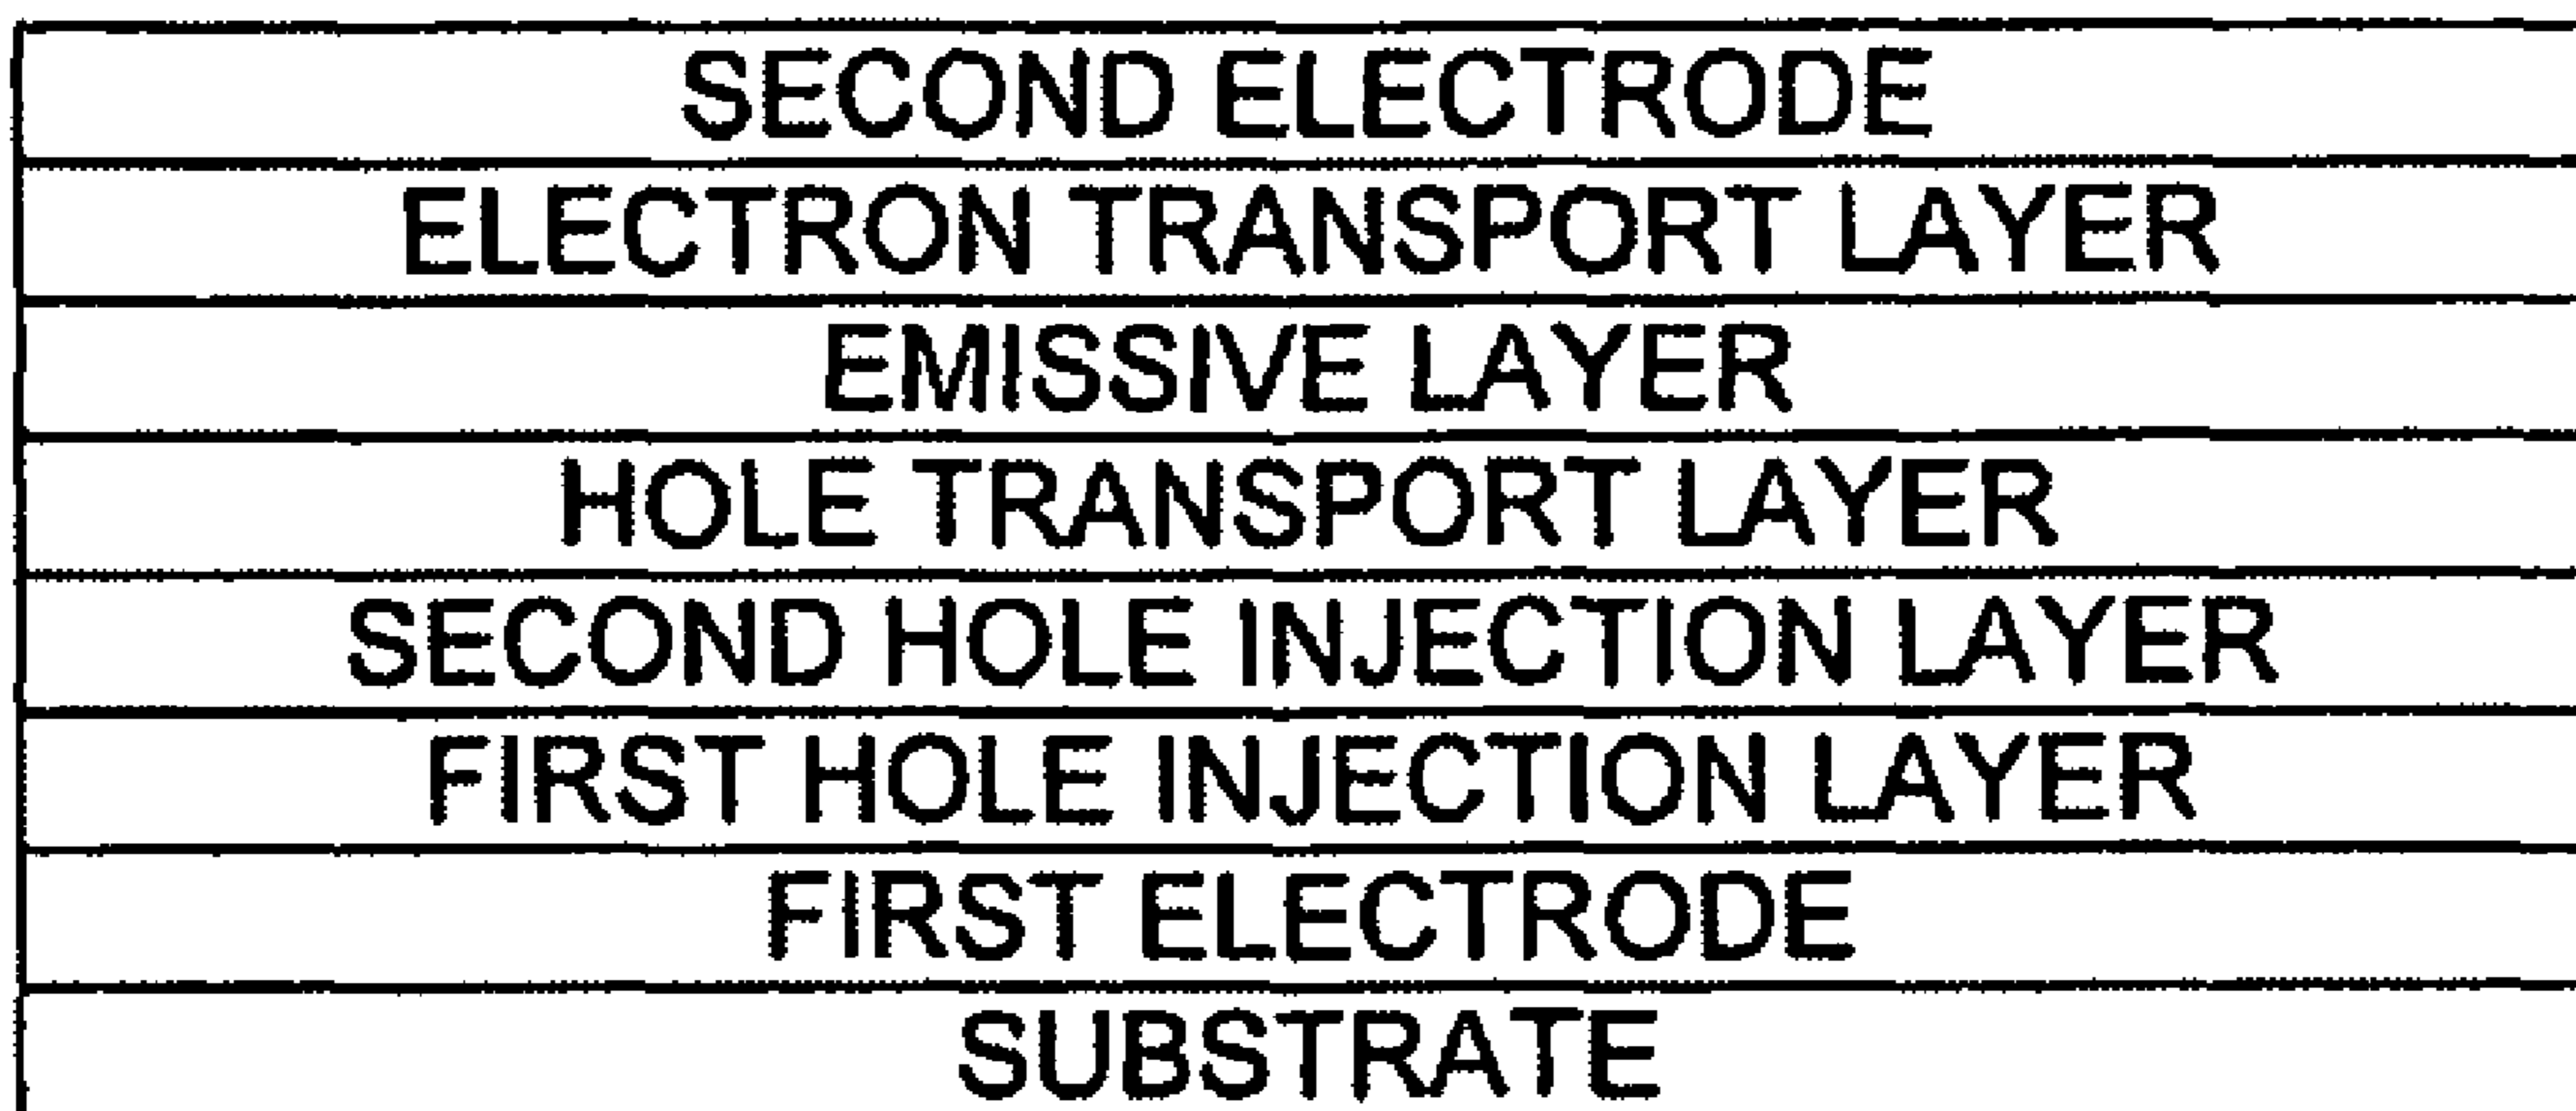 SECOND ELECTRODE
ELECTRON TRANSPORT LAYER
EMISSIVE LAYER
HOLE TRANSPORT LAYER
SECOND HOLE INJECTION LAYER
FIRST HOLE INJECTION LAYER
FIRST ELECTRODE
SUBSTRATE